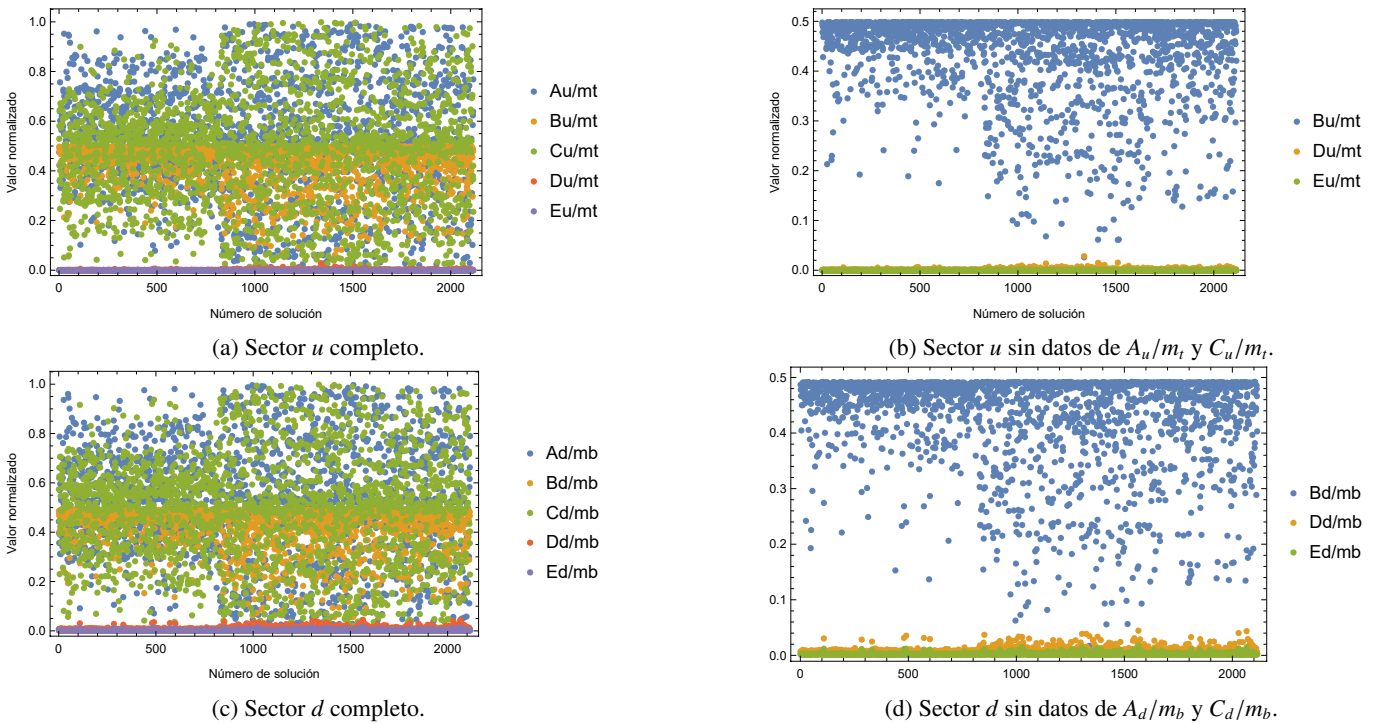 Valor normalizado
1.0
0.8
0.6
0.4
0.2
0.0
0
500
1000
1500
2000
Número de solución
Au/mt
Bu/mt
Cu/mt
Du/mt
Eu/mt
(a) Sector u completo.
Valor normalizado
0.5
0.4
0.3
0.2
0.1
0.0
0
500
1000
1500
2000
Número de solución
Bu/mt
Du/mt
Eu/mt
(b) Sector u sin datos de Au/mt y Cu/mt.
Valor normalizado
1.0
0.8
0.6
0.4
0.2
0.0
0
500
1000
1500
2000
Número de solución
Ad/mb
Bd/mb
Cd/mb
Dd/mb
Ed/mb
(c) Sector d completo.
Valor normalizado
0.5
0.4
0.3
0.2
0.1
0.0
0
500
1000
1500
2000
Número de solución
Bd/mb
Dd/mb
Ed/mb
(d) Sector d sin datos de Ad/mb y Cd/mb.